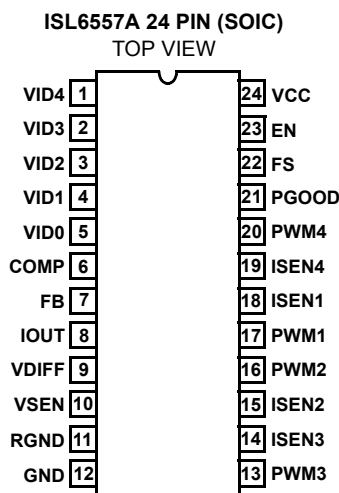 ISL6557A 24 PIN (SOIC)
TOP VIEW
VID4 1 24 VCC
VID3 2 23 EN
VID2 3 22 FS
VID1 4 21 PGOOD
VID0 5 20 PWM4
COMP 6 19 ISEN4
FB 7 18 ISEN1
IOUT 8 17 PWM1
VDIFF 9 16 PWM2
VSEN 10 15 ISEN2
RGND 11 14 ISEN3
GND 12 13 PWM3